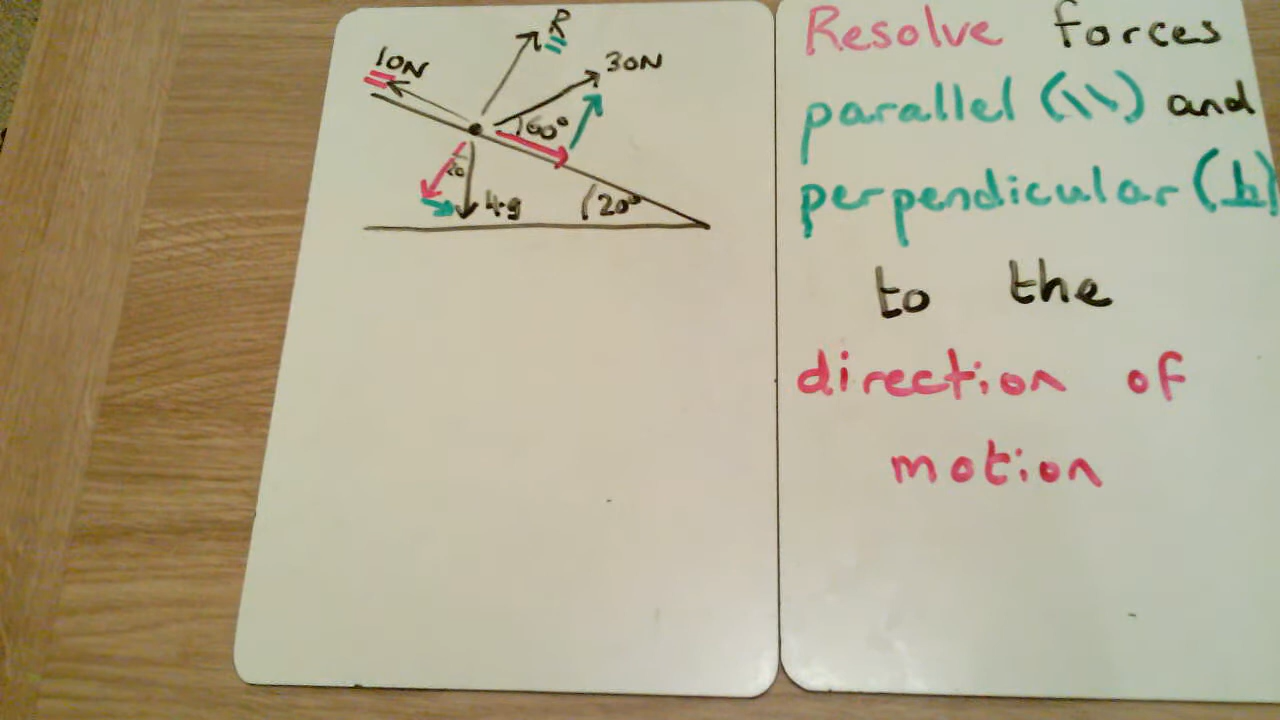 R
10N
30N
60°
20
4g
20°
Resolve forces
parallel (\\) and
perpendicular (h)
to the
direction of
motion